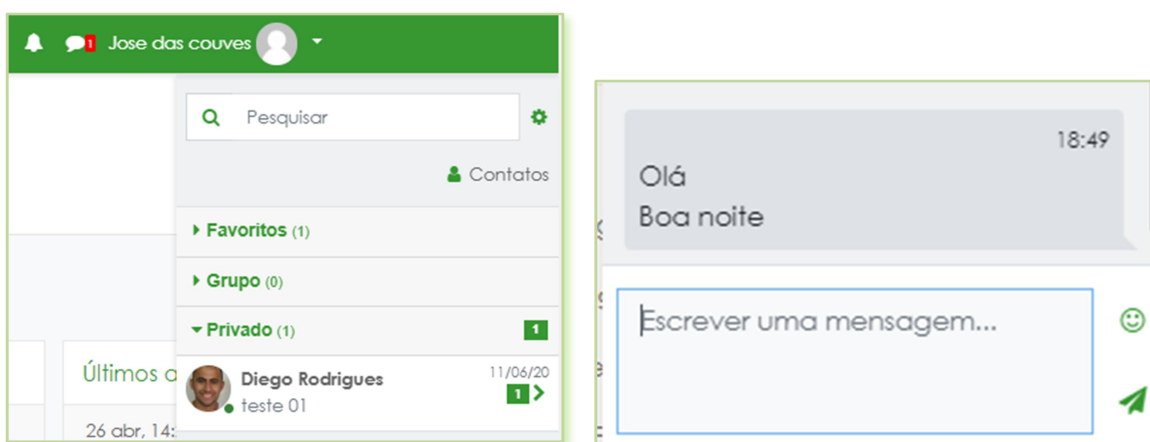 1 Jose das couves
Pesquisar
Contatos
Favoritos (1)
Grupo (0)
Privado (1) 1
Diego Rodrigues 11/06/20
teste 01 1
Últimos a
26 abr, 14:
18:49
Olá
Boa noite
Escrever uma mensagem...